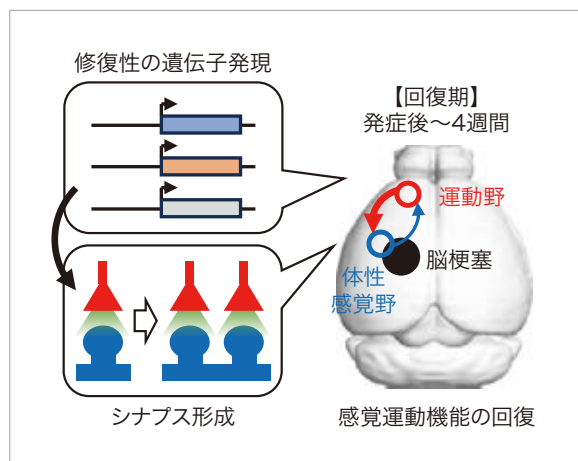 修復性の遺伝子発現
【回復期】
発症後～4週間
運動野
脳梗塞
体性
感覚野
シナプス形成
感覚運動機能の回復